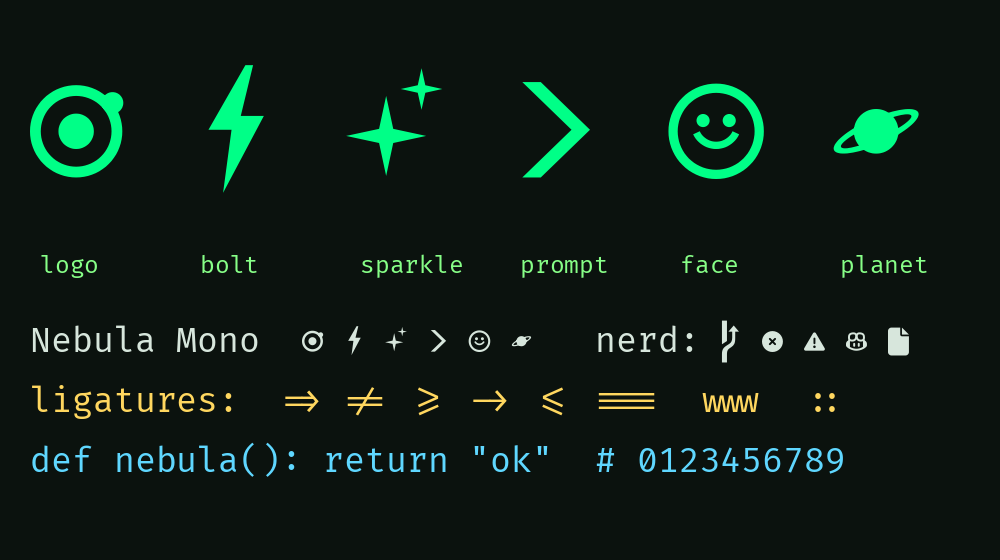 logo bolt sparkle prompt face planet
Nebula Mono nerd:
ligatures: => != >= -> <= === www ::
def nebula(): return "ok" # 0123456789